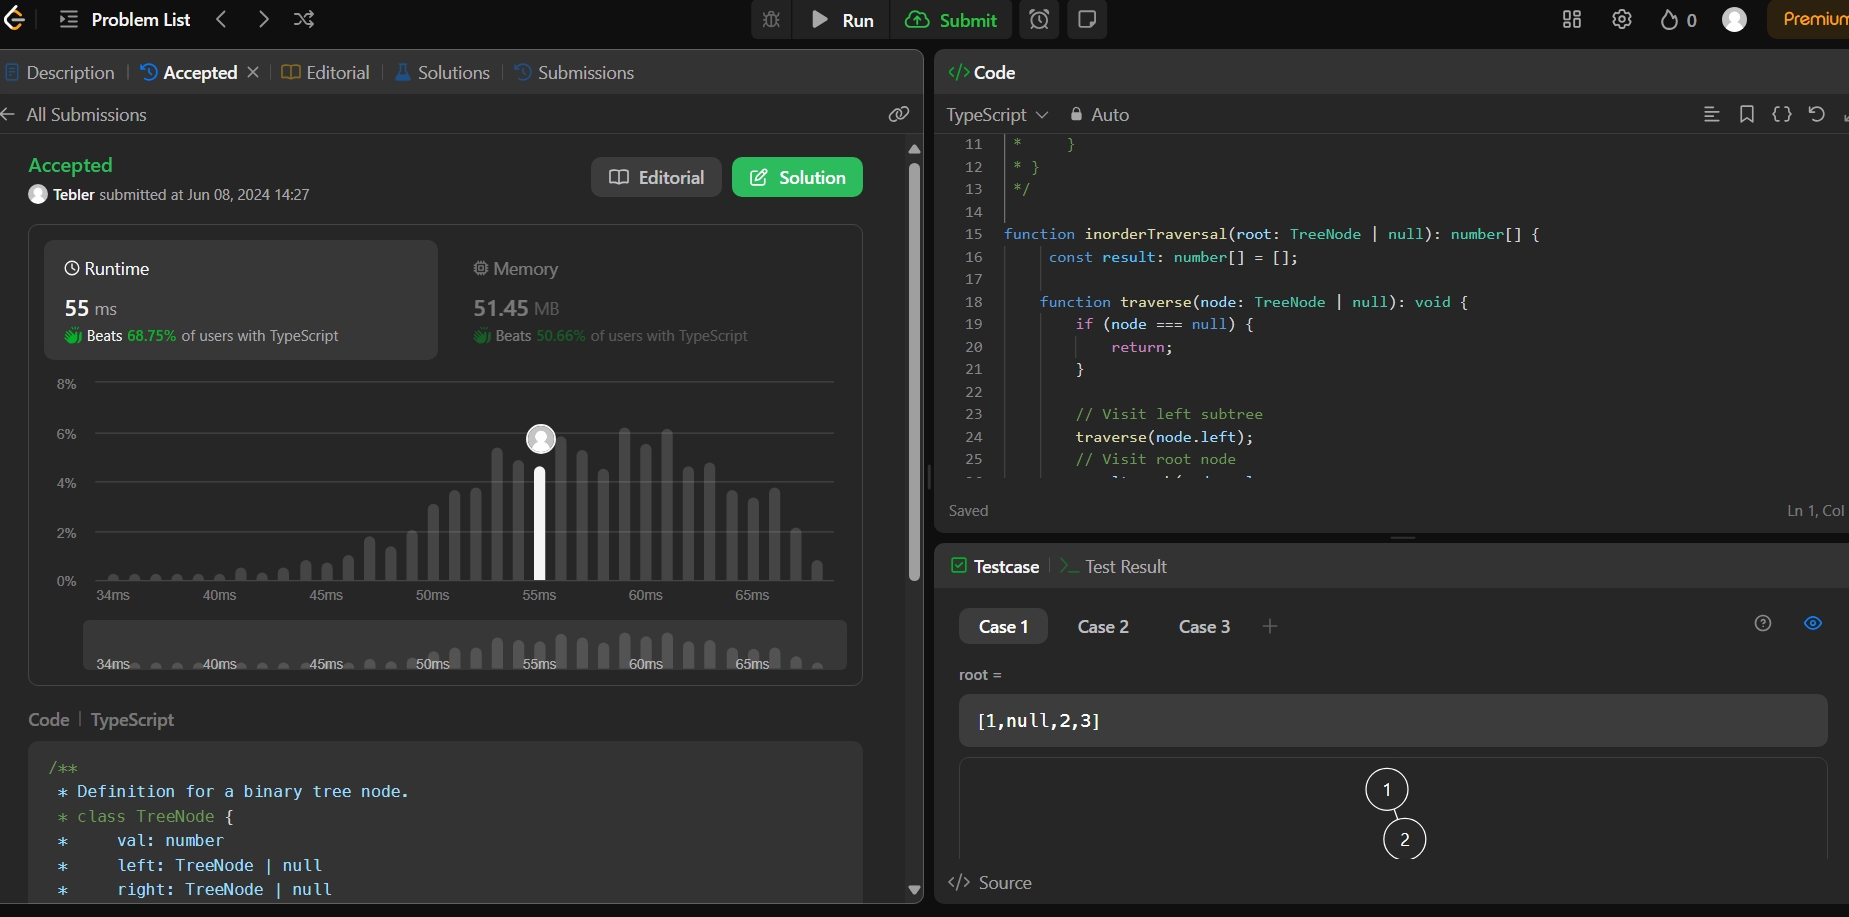 Problem List
Run
Submit
0
Premium
Description
Accepted
Editorial
Solutions
Submissions
All Submissions
Accepted
Tebler submitted at Jun 08, 2024 14:27
Editorial
Solution
Runtime
55 ms
Beats 68.75% of users with TypeScript
Memory
51.45 MB
Beats 50.66% of users with TypeScript
8%
6%
4%
2%
0%
34ms 40ms 45ms 50ms 55ms 60ms 65ms
34ms 40ms 45ms 50ms 55ms 60ms 65ms
Code | TypeScript
/**
* Definition for a binary tree node.
* class TreeNode {
*     val: number
*     left: TreeNode | null
*     right: TreeNode | null
</> Code
TypeScript
Auto
11 *     }
12 * }
13 */
14
15 function inorderTraversal(root: TreeNode | null): number[] {
16     const result: number[] = [];
17
18    function traverse(node: TreeNode | null): void {
19        if (node === null) {
20            return;
21        }
22
23        // Visit left subtree
24        traverse(node.left);
25        // Visit root node
Saved
Ln 1, Col
Testcase
>_ Test Result
Case 1
Case 2
Case 3
+
root =
[1,null,2,3]
1
2
</> Source